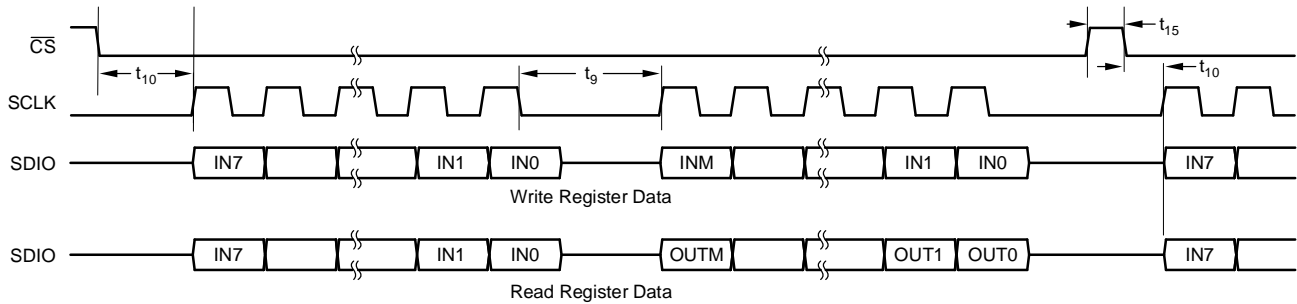 t15
CS
t10 t9 t10
SCLK
SDIO IN7 IN1 IN0 INM IN1 IN0 IN7
Write Register Data
SDIO IN7 IN1 IN0 OUTM OUT1 OUT0 IN7
Read Register Data